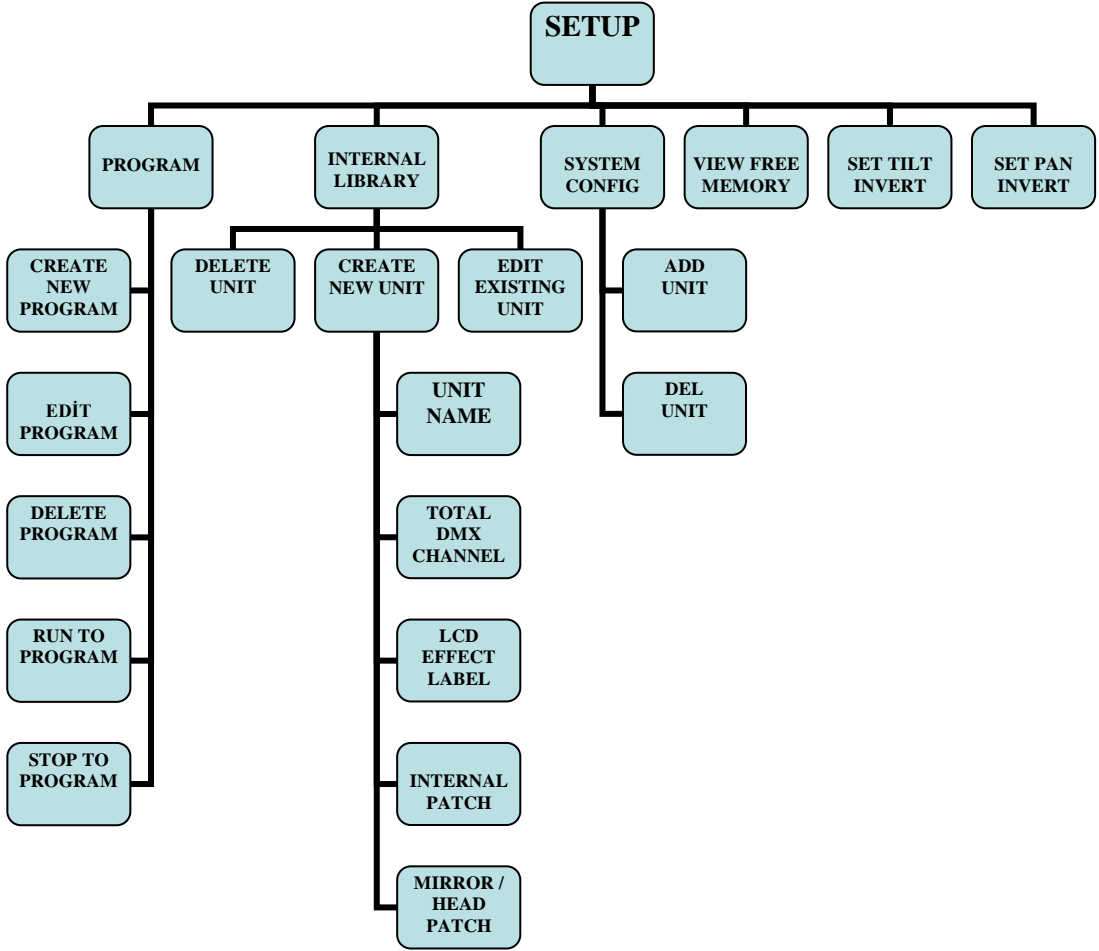 SETUP
PROGRAM
INTERNAL
LIBRARY
SYSTEM
CONFIG
VIEW FREE
MEMORY
SET TILT
INVERT
SET PAN
INVERT
CREATE
NEW
PROGRAM
DELETE
UNIT
CREATE
NEW UNIT
EDIT
EXISTING
UNIT
ADD
UNIT
EDİT
PROGRAM
UNIT
NAME
DEL
UNIT
DELETE
PROGRAM
TOTAL
DMX
CHANNEL
RUN TO
PROGRAM
LCD
EFFECT
LABEL
STOP TO
PROGRAM
INTERNAL
PATCH
MIRROR /
HEAD
PATCH